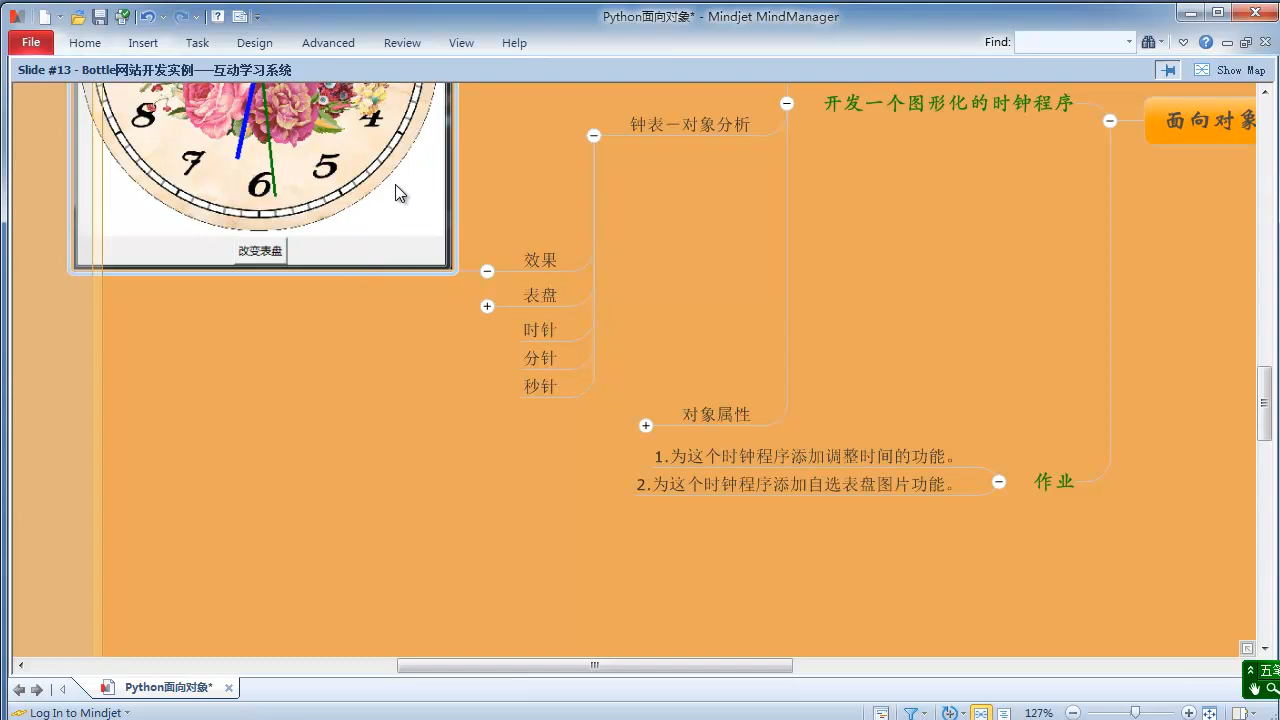 Python面向对象* - Mindjet MindManager
File Home Insert Task Design Advanced Review View Help Find:
Slide #13 - Bottle网站开发实例——互动学习系统 Show Map
开发一个图形化的时钟程序
面向对象
钟表－对象分析
8 4
7 5
6
改变表盘
效果
表盘
时针
分针
秒针
对象属性
1.为这个时钟程序添加调整时间的功能。
2.为这个时钟程序添加自选表盘图片功能。
作业
五笔
Python面向对象*
Log In to Mindjet 127%